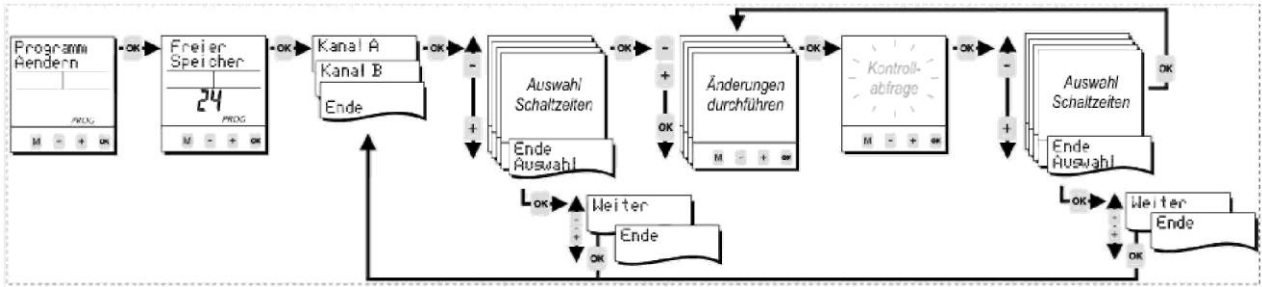 Programm
Aendern
PROG
M - + OK
OK
Freier
Speicher
24
PROG
M - + OK
OK
Kanal A
Kanal B
Ende
OK
-
+
Auswahl
Schaltzeiten
Ende
Auswahl
OK
-
+
Weiter
Ende
OK
OK
-
+
OK
Änderungen
durchführen
M - + OK
OK
Kontroll-
abfrage
M - + OK
OK
-
+
Auswahl
Schaltzeiten
Ende
Auswahl
OK
OK
-
+
Weiter
Ende
OK